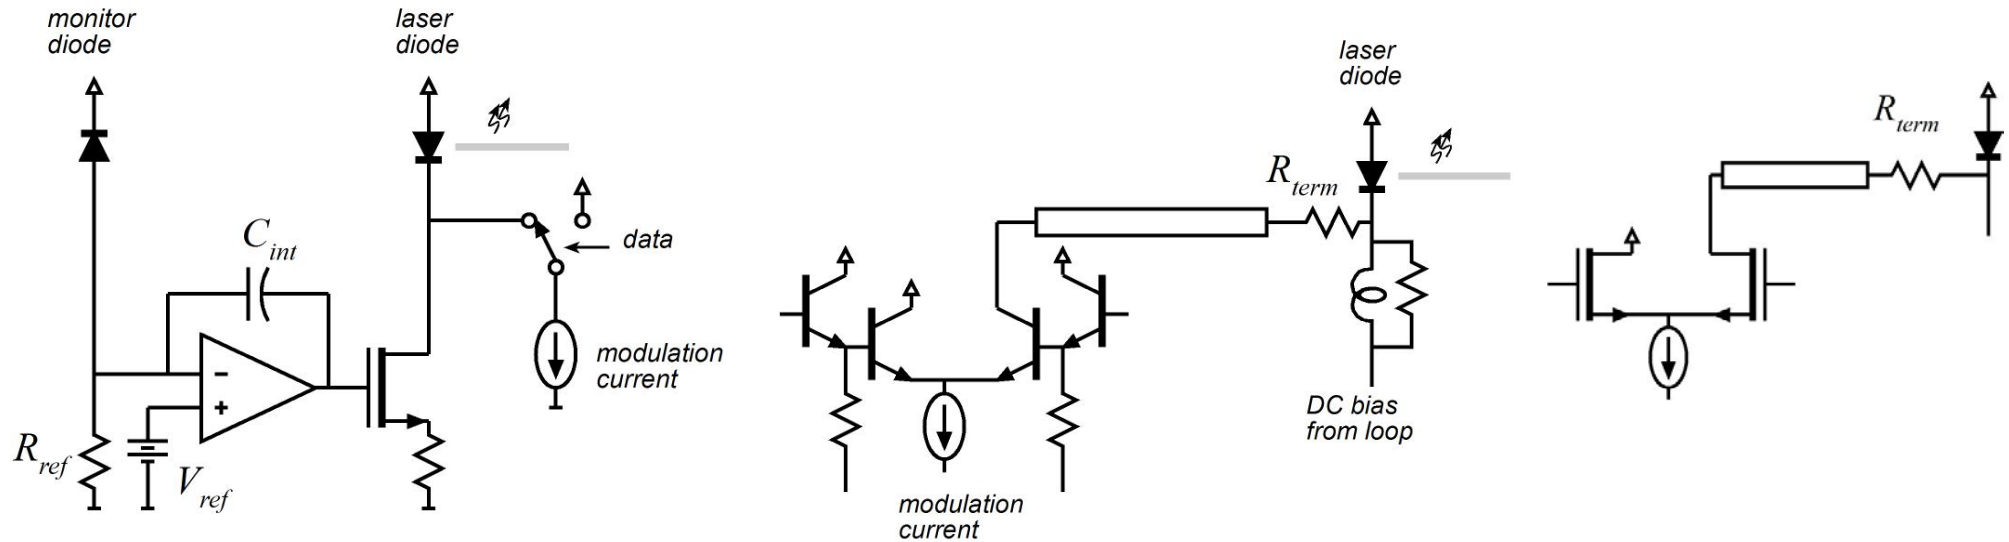 monitor
diode
laser
diode
C int
data
modulation
current
−
+
R ref
V ref
laser
diode
R term
DC bias
from loop
modulation
current
R term